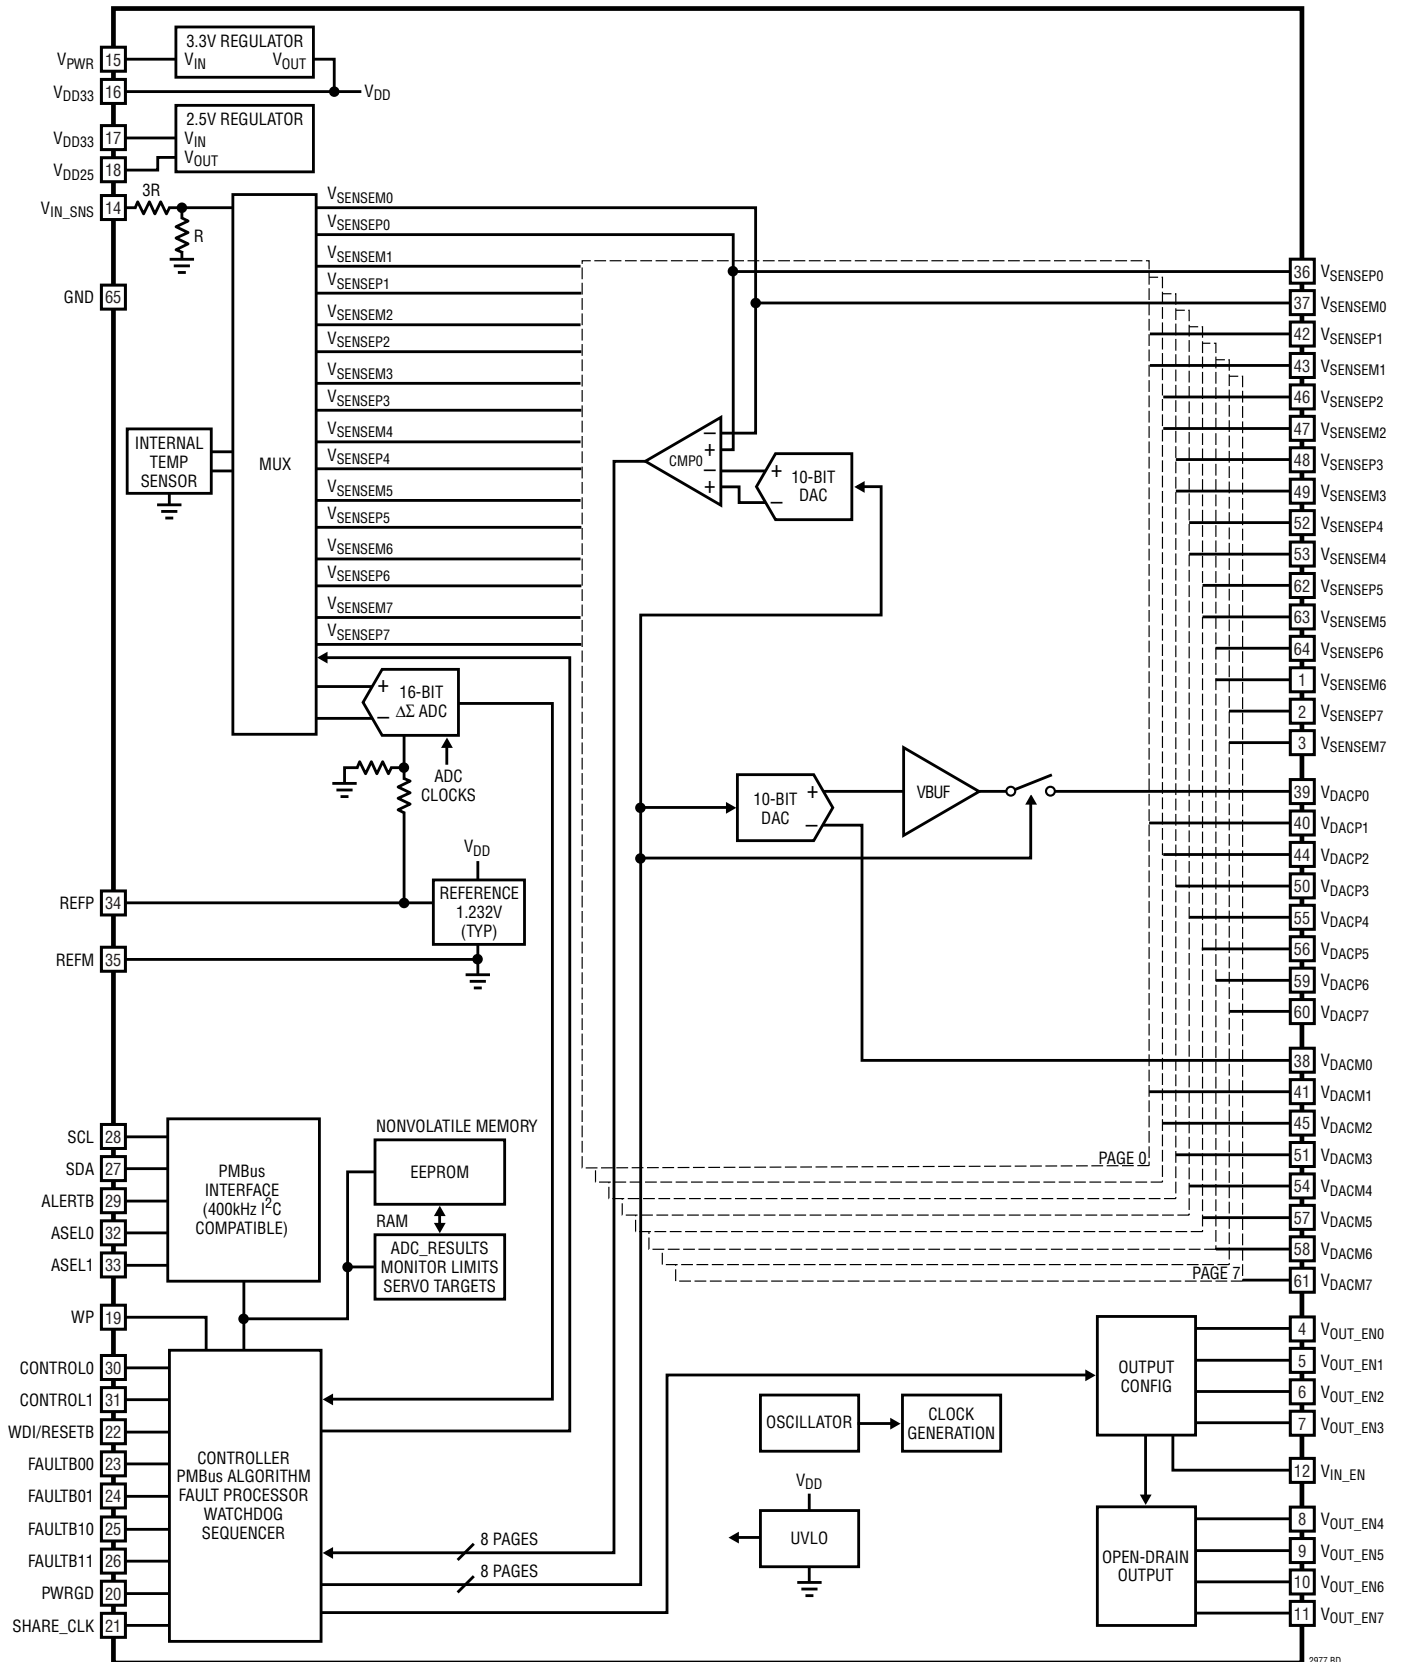 3.3V REGULATOR
VIN VOUT
VPWR 15
VDD33 16
VDD
2.5V REGULATOR
VIN
VOUT
VDD33 17
VDD25 18
3R
VIN_SNS 14
R
GND 65
MUX
INTERNAL
TEMP
SENSOR
VSENSEM0
VSENSEP0
VSENSEM1
VSENSEP1
VSENSEM2
VSENSEP2
VSENSEM3
VSENSEP3
VSENSEM4
VSENSEP4
VSENSEM5
VSENSEP5
VSENSEM6
VSENSEP6
VSENSEM7
VSENSEP7
CMP0
–
+
–
+
+
–
10-BIT
DAC
+
–
16-BIT
ΔΣ ADC
ADC
CLOCKS
10-BIT
DAC
+
–
VBUF
VDD
REFERENCE
1.232V
(TYP)
REFP 34
REFM 35
36 VSENSEP0
37 VSENSEM0
42 VSENSEP1
43 VSENSEM1
46 VSENSEP2
47 VSENSEM2
48 VSENSEP3
49 VSENSEM3
52 VSENSEP4
53 VSENSEM4
62 VSENSEP5
63 VSENSEM5
64 VSENSEP6
1 VSENSEM6
2 VSENSEP7
3 VSENSEM7
39 VDACP0
40 VDACP1
44 VDACP2
50 VDACP3
55 VDACP4
56 VDACP5
59 VDACP6
60 VDACP7
38 VDACM0
41 VDACM1
45 VDACM2
51 VDACM3
54 VDACM4
57 VDACM5
58 VDACM6
61 VDACM7
PAGE 0
PAGE 7
SCL 28
SDA 27
ALERTB 29
ASEL0 32
ASEL1 33
WP 19
PMBus
INTERFACE
(400kHz I²C
COMPATIBLE)
NONVOLATILE MEMORY
EEPROM
RAM
ADC_RESULTS
MONITOR LIMITS
SERVO TARGETS
CONTROL0 30
CONTROL1 31
WDI/RESETB 22
FAULTB00 23
FAULTB01 24
FAULTB10 25
FAULTB11 26
PWRGD 20
SHARE_CLK 21
CONTROLLER
PMBus ALGORITHM
FAULT PROCESSOR
WATCHDOG
SEQUENCER
8 PAGES
8 PAGES
OSCILLATOR
CLOCK
GENERATION
VDD
UVLO
OUTPUT
CONFIG
OPEN-DRAIN
OUTPUT
4 VOUT_EN0
5 VOUT_EN1
6 VOUT_EN2
7 VOUT_EN3
12 VIN_EN
8 VOUT_EN4
9 VOUT_EN5
10 VOUT_EN6
11 VOUT_EN7
2977 BD